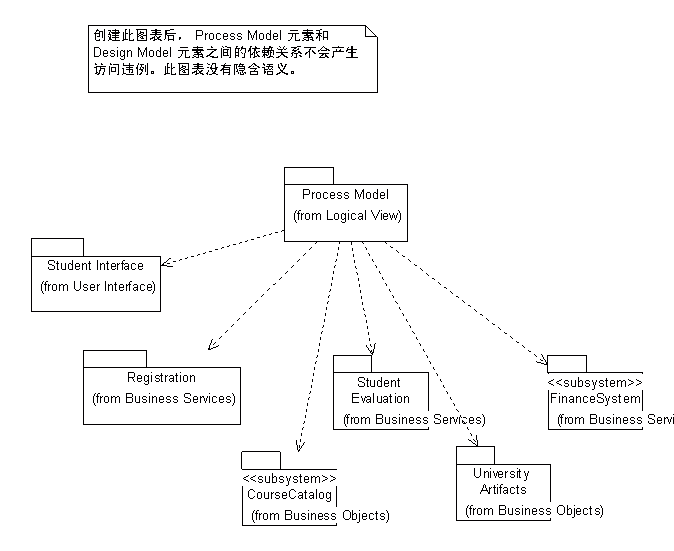 创建此图表后， Process Model 元素和
Design Model 元素之间的依赖关系不会产生
访问违例。此图表没有隐含语义。
Process Model
(from Logical View)
Student Interface
(from User Interface)
Registration
(from Business Services)
Student
Evaluation
(from Business Services)
<<subsystem>>
FinanceSystem
(from Business Servi
<<subsystem>>
CourseCatalog
(from Business Objects)
University
Artifacts
(from Business Objects)